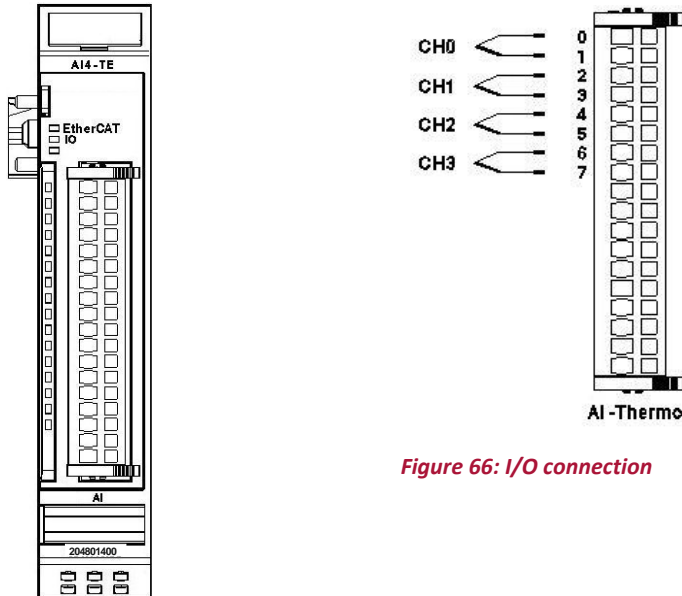 AI4-TE
EtherCAT
IO
AI
204801400
CH0
CH1
CH2
CH3
0
1
2
3
4
5
6
7
AI-Thermo
Figure 66: I/O connection